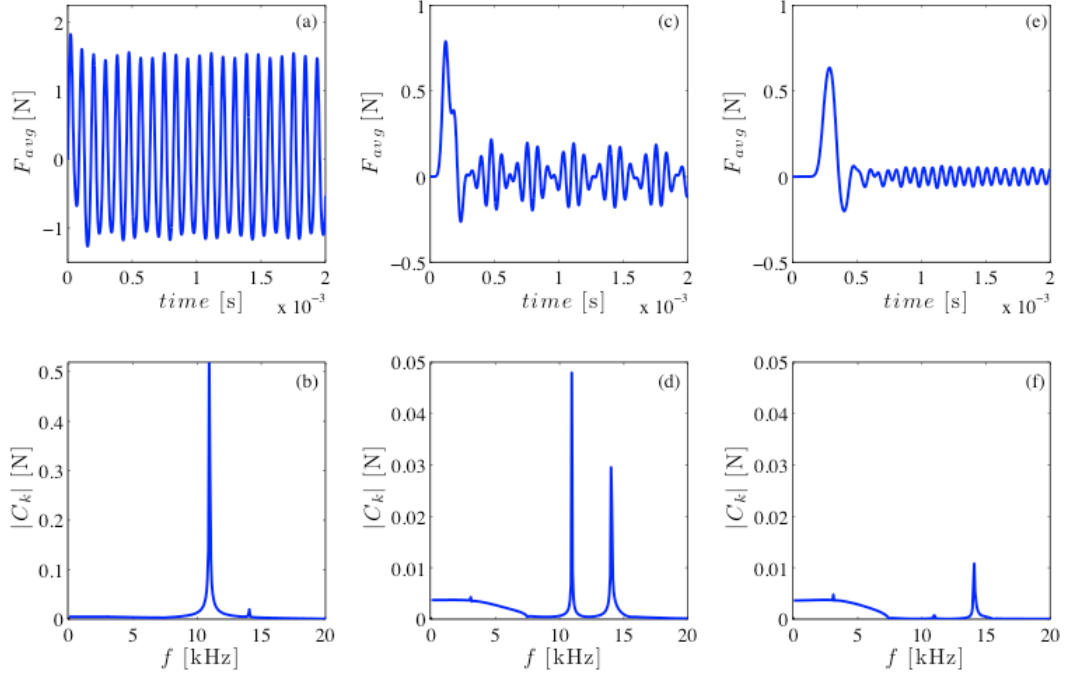 (a)
2
1
0
−1
F_avg [N]
0 0.5 1 1.5 2
time [s] x 10^−3
(c)
1
0.5
0
−0.5
F_avg [N]
0 0.5 1 1.5 2
time [s] x 10^−3
(e)
1
0.5
0
−0.5
F_avg [N]
0 0.5 1 1.5 2
time [s] x 10^−3
(b)
0.5
0.4
0.3
0.2
0.1
0
|C_k| [N]
0 5 10 15 20
f [kHz]
(d)
0.05
0.04
0.03
0.02
0.01
0
|C_k| [N]
0 5 10 15 20
f [kHz]
(f)
0.05
0.04
0.03
0.02
0.01
0
|C_k| [N]
0 5 10 15 20
f [kHz]